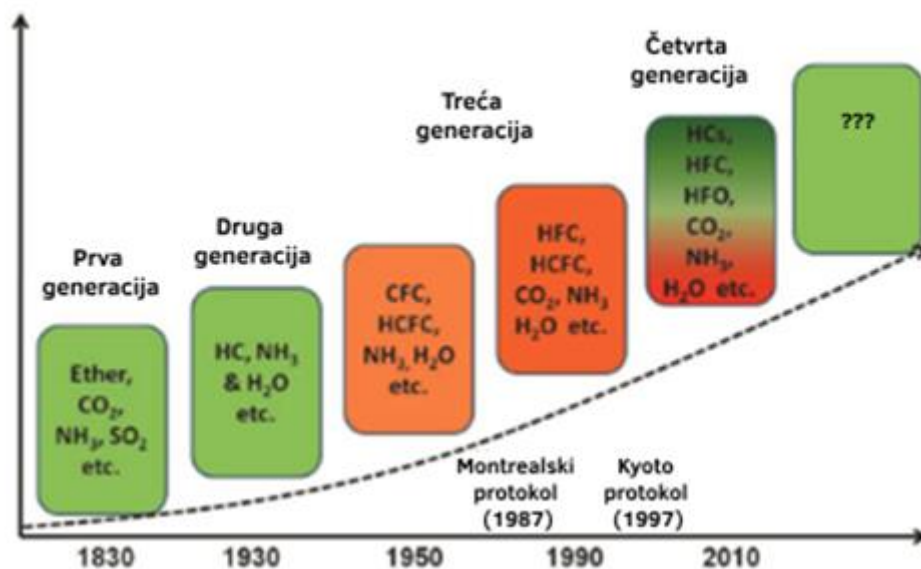 Prva
generacija
Ether,
CO₂,
NH₃, SO₂
etc.
Druga
generacija
HC, NH₃
& H₂O
etc.
CFC,
HCFC,
NH₃, H₂O
etc.
Treća
generacija
HFC,
HCFC,
CO₂, NH₃
H₂O etc.
Četvrta
generacija
HCs,
HFC,
HFO,
CO₂,
NH₃,
H₂O etc.
???
Montrealski
protokol
(1987)
Kyoto
protokol
(1997)
1830
1930
1950
1990
2010